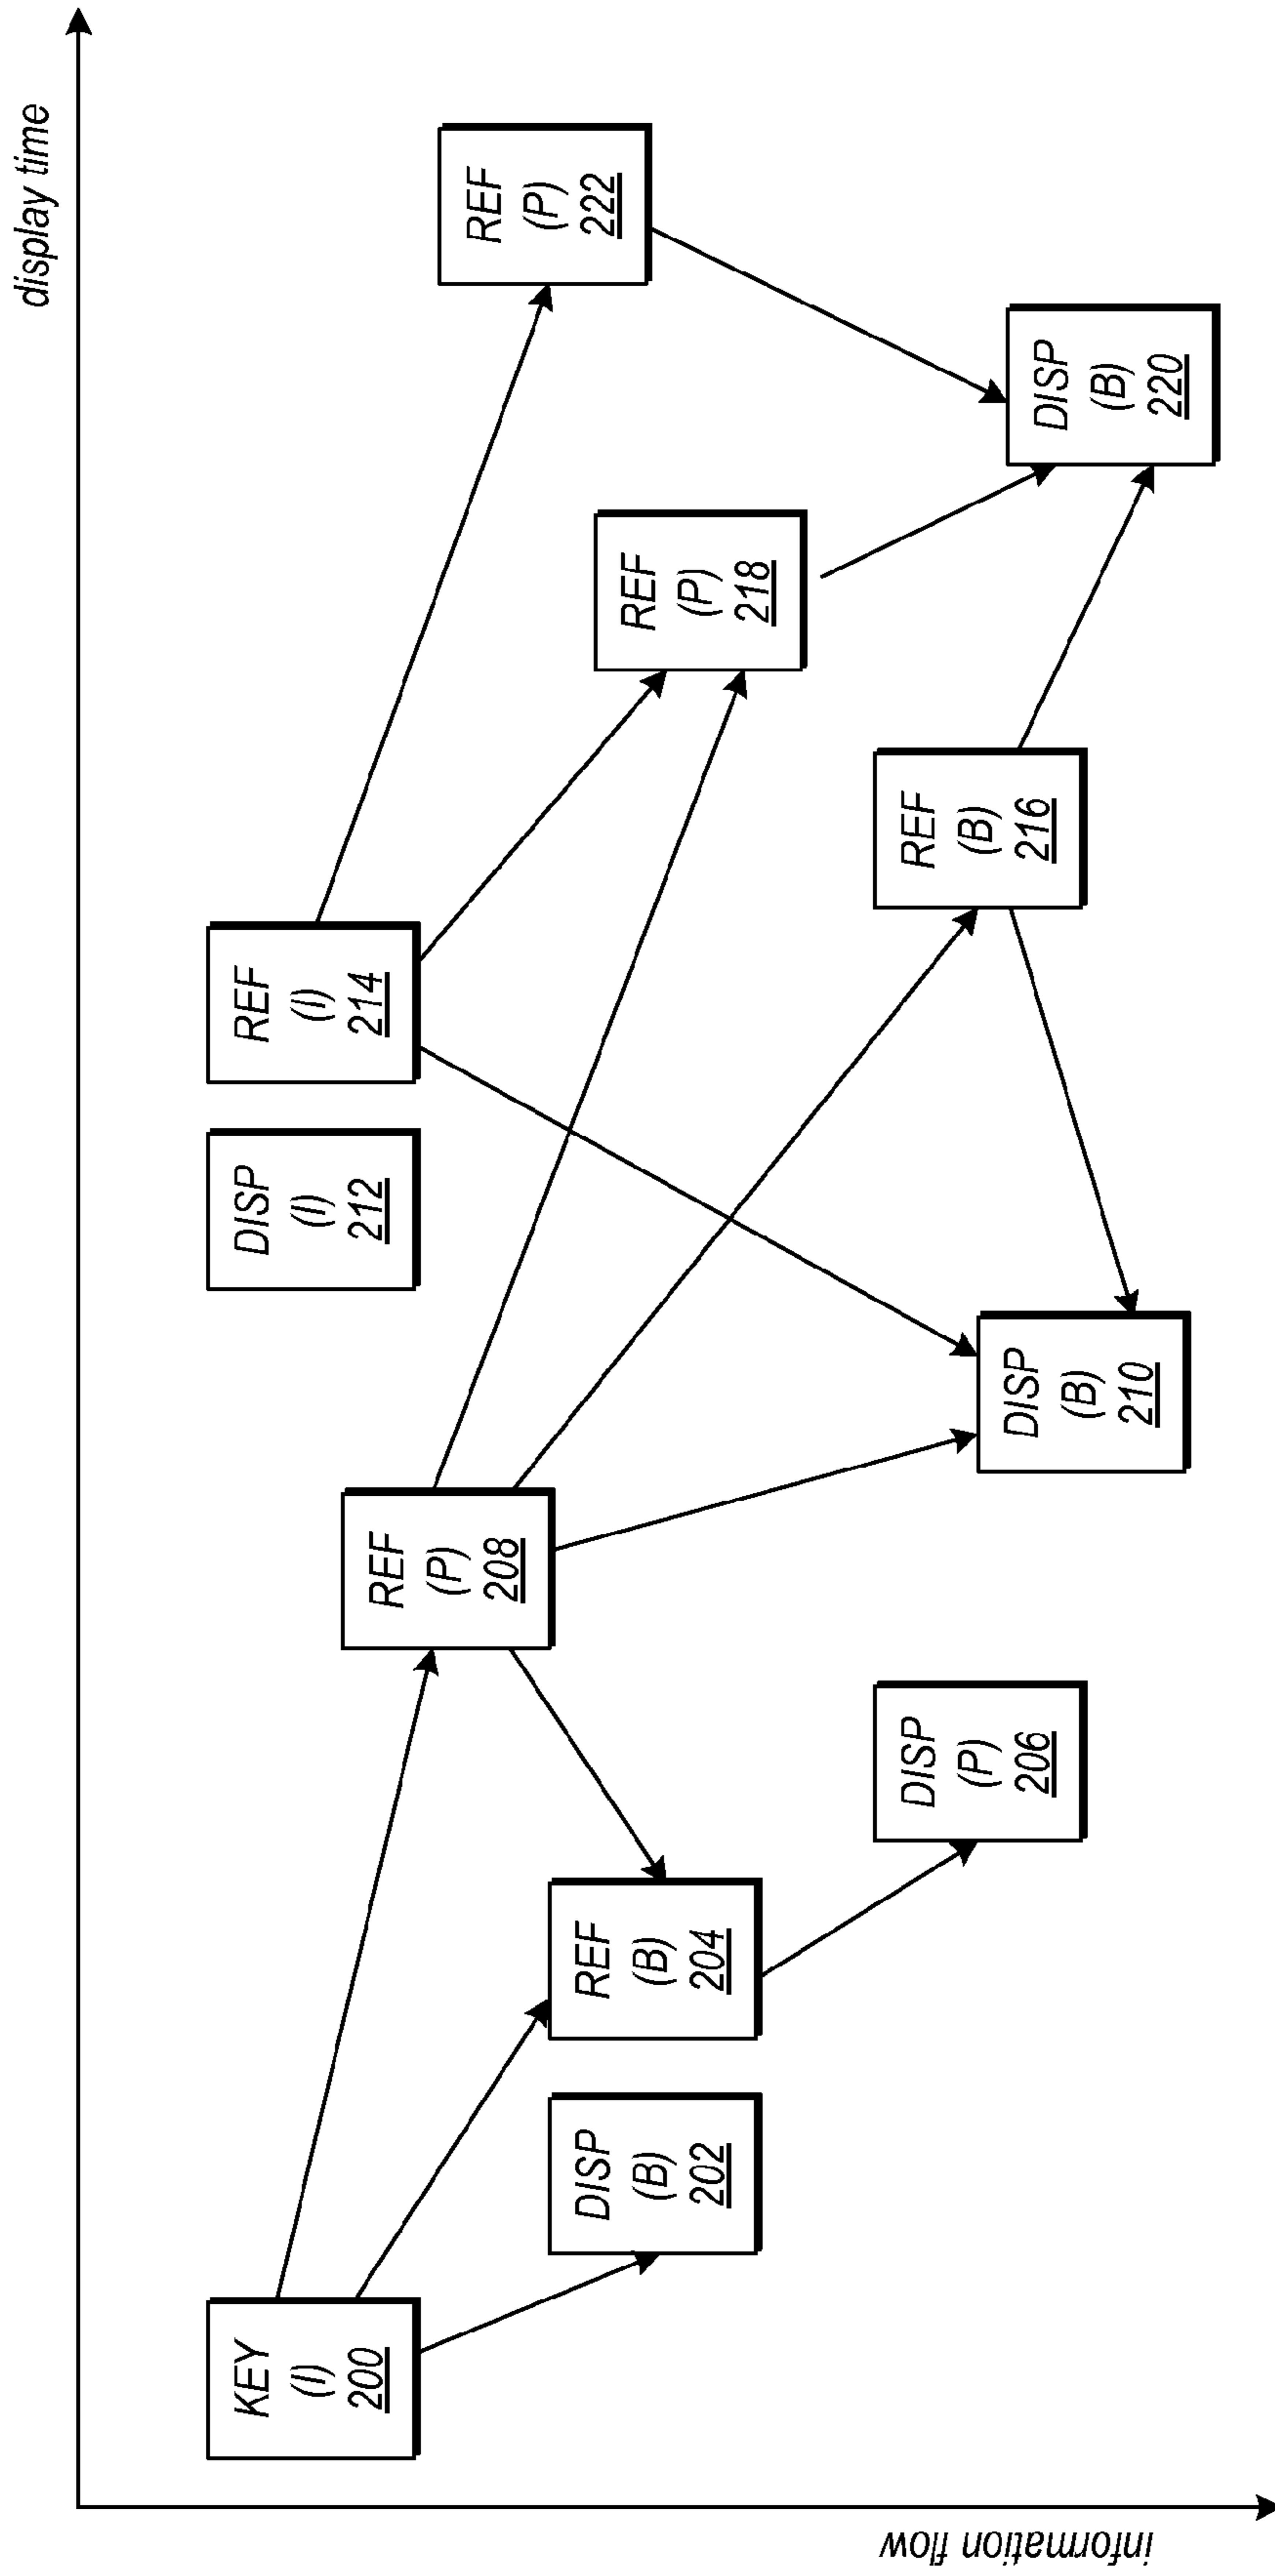 display time
information flow
KEY
(I)
200
DISP
(B)
202
REF
(B)
204
DISP
(P)
206
REF
(P)
208
DISP
(B)
210
DISP
(I)
212
REF
(I)
214
REF
(B)
216
REF
(P)
218
DISP
(B)
220
REF
(P)
222